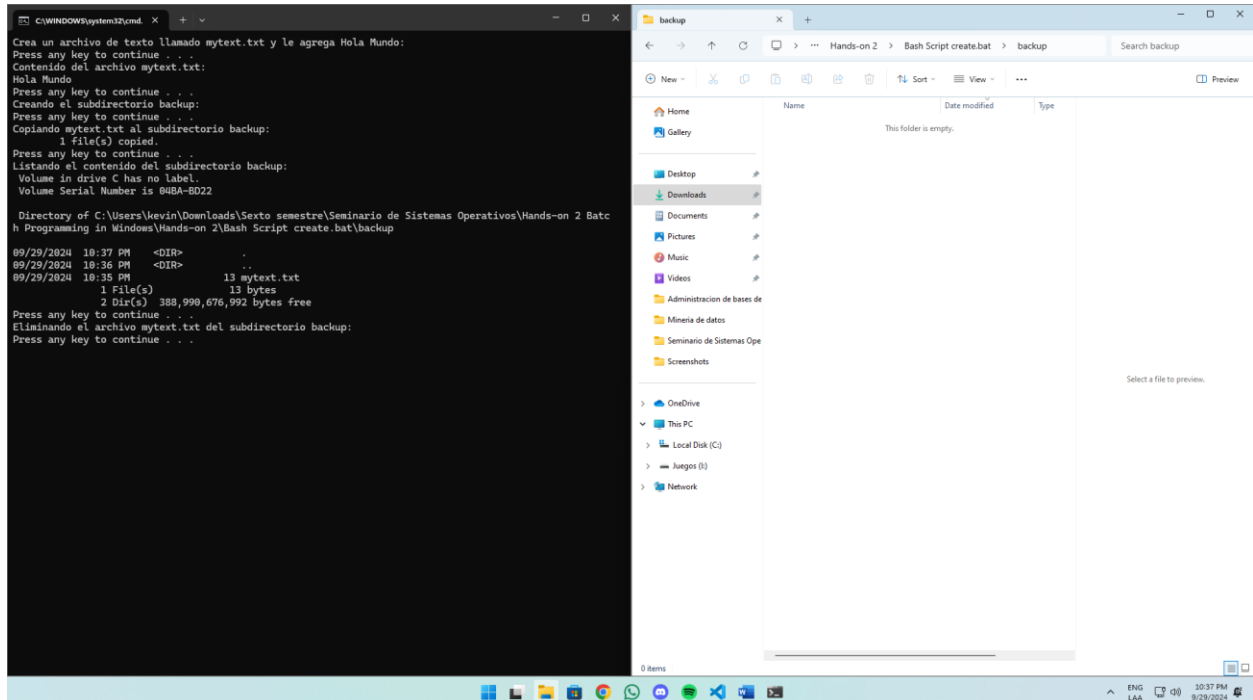 C:\WINDOWS\system32\cmd.
Crea un archivo de texto llamado mytext.txt y le agrega Hola Mundo:
Press any key to continue . . .
Contenido del archivo mytext.txt:
Hola Mundo
Press any key to continue . . .
Creando el subdirectorio backup:
Press any key to continue . . .
Copiando mytext.txt al subdirectorio backup:
1 file(s) copied.
Press any key to continue . . .
Listando el contenido del subdirectorio backup:
Volume in drive C has no label.
Volume Serial Number is 04BA-BD22
Directory of C:\Users\kevin\Downloads\Sexto semestre\Seminario de Sistemas Operativos\Hands-on 2 Batc
h Programming in Windows\Hands-on 2\Bash Script create.bat\backup
09/29/2024 10:37 PM <DIR> .
09/29/2024 10:36 PM <DIR> ..
09/29/2024 10:35 PM 13 mytext.txt
1 File(s) 13 bytes
2 Dir(s) 388,990,676,992 bytes free
Press any key to continue . . .
Eliminando el archivo mytext.txt del subdirectorio backup:
Press any key to continue . . .
backup
... Hands-on 2 > Bash Script create.bat > backup
Search backup
New
Sort
View
...
Preview
Home
Gallery
Desktop
Downloads
Documents
Pictures
Music
Videos
Administracion de bases de
Mineria de datos
Seminario de Sistemas Ope
Screenshots
OneDrive
This PC
Local Disk (C:)
Juegos (I:)
Network
Name Date modified Type
This folder is empty.
Select a file to preview.
0 items
ENG
LAA
10:37 PM
9/29/2024